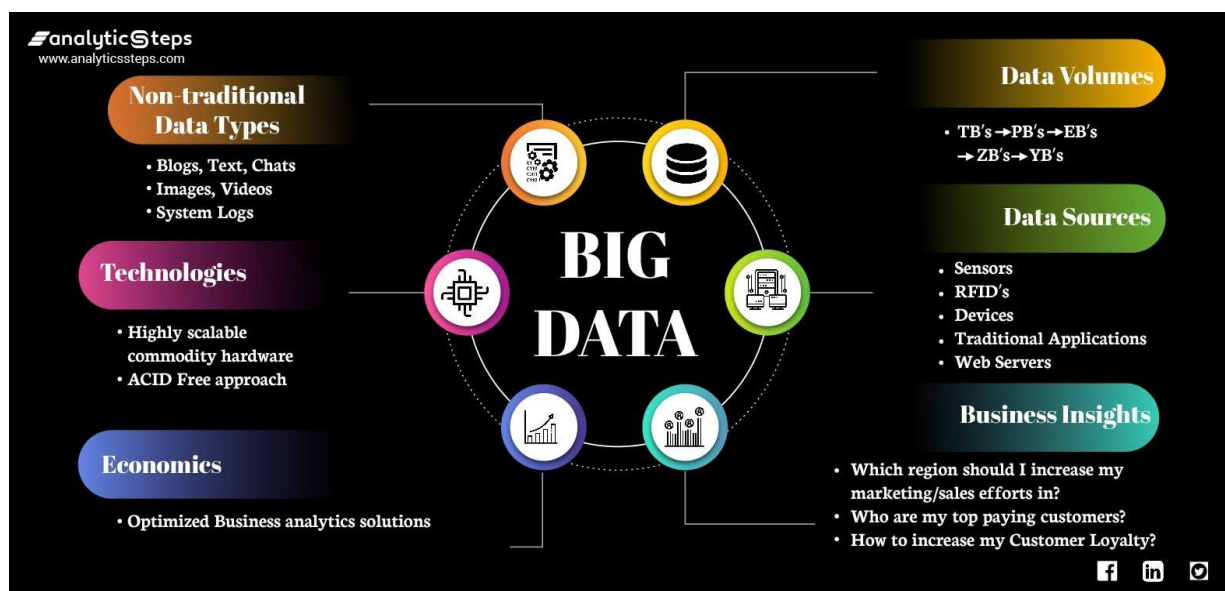 analyticSteps
www.analyticssteps.com
Non-traditional
Data Types
• Blogs, Text, Chats
• Images, Videos
• System Logs
Technologies
• Highly scalable
commodity hardware
• ACID Free approach
Economics
• Optimized Business analytics solutions
BIG
DATA
Data Volumes
• TB's→PB's→EB's
→ZB's→YB's
Data Sources
• Sensors
• RFID's
• Devices
• Traditional Applications
• Web Servers
Business Insights
• Which region should I increase my
marketing/sales efforts in?
• Who are my top paying customers?
• How to increase my Customer Loyalty?